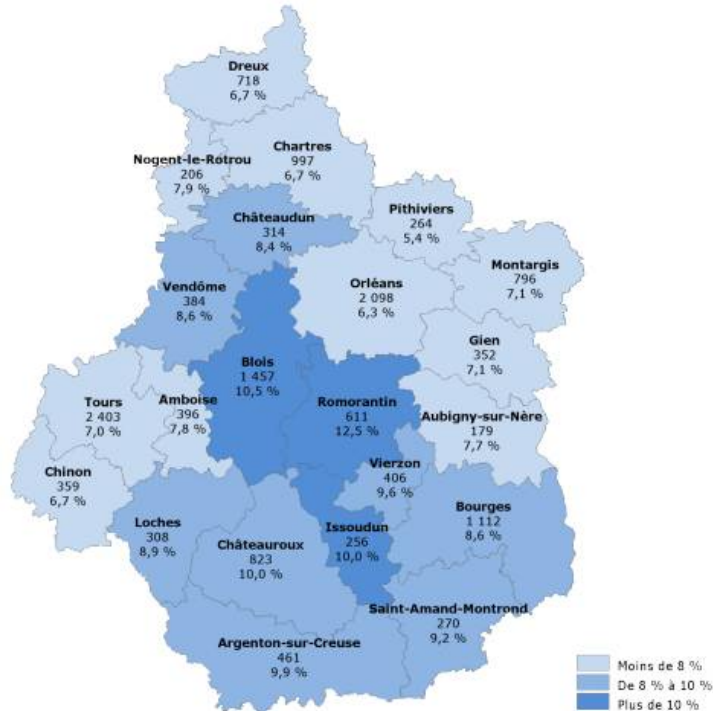 Dreux
718
6,7 %
Chartres
997
6,7 %
Nogent-le-Rotrou
206
7,9 %
Châteaudun
314
8,4 %
Pithiviers
264
5,4 %
Montargis
796
7,1 %
Orléans
2 098
6,3 %
Vendôme
384
8,6 %
Gien
352
7,1 %
Blois
1 457
10,5 %
Tours
2 403
7,0 %
Amboise
396
7,8 %
Romorantin
611
12,5 %
Aubigny-sur-Nère
179
7,7 %
Chinon
359
6,7 %
Vierzon
406
9,6 %
Loches
308
8,9 %
Châteauroux
823
10,0 %
Issoudun
256
10,0 %
Bourges
1 112
8,6 %
Saint-Amand-Montrond
270
9,2 %
Argenton-sur-Creuse
461
9,9 %
Moins de 8 %
De 8 % à 10 %
Plus de 10 %